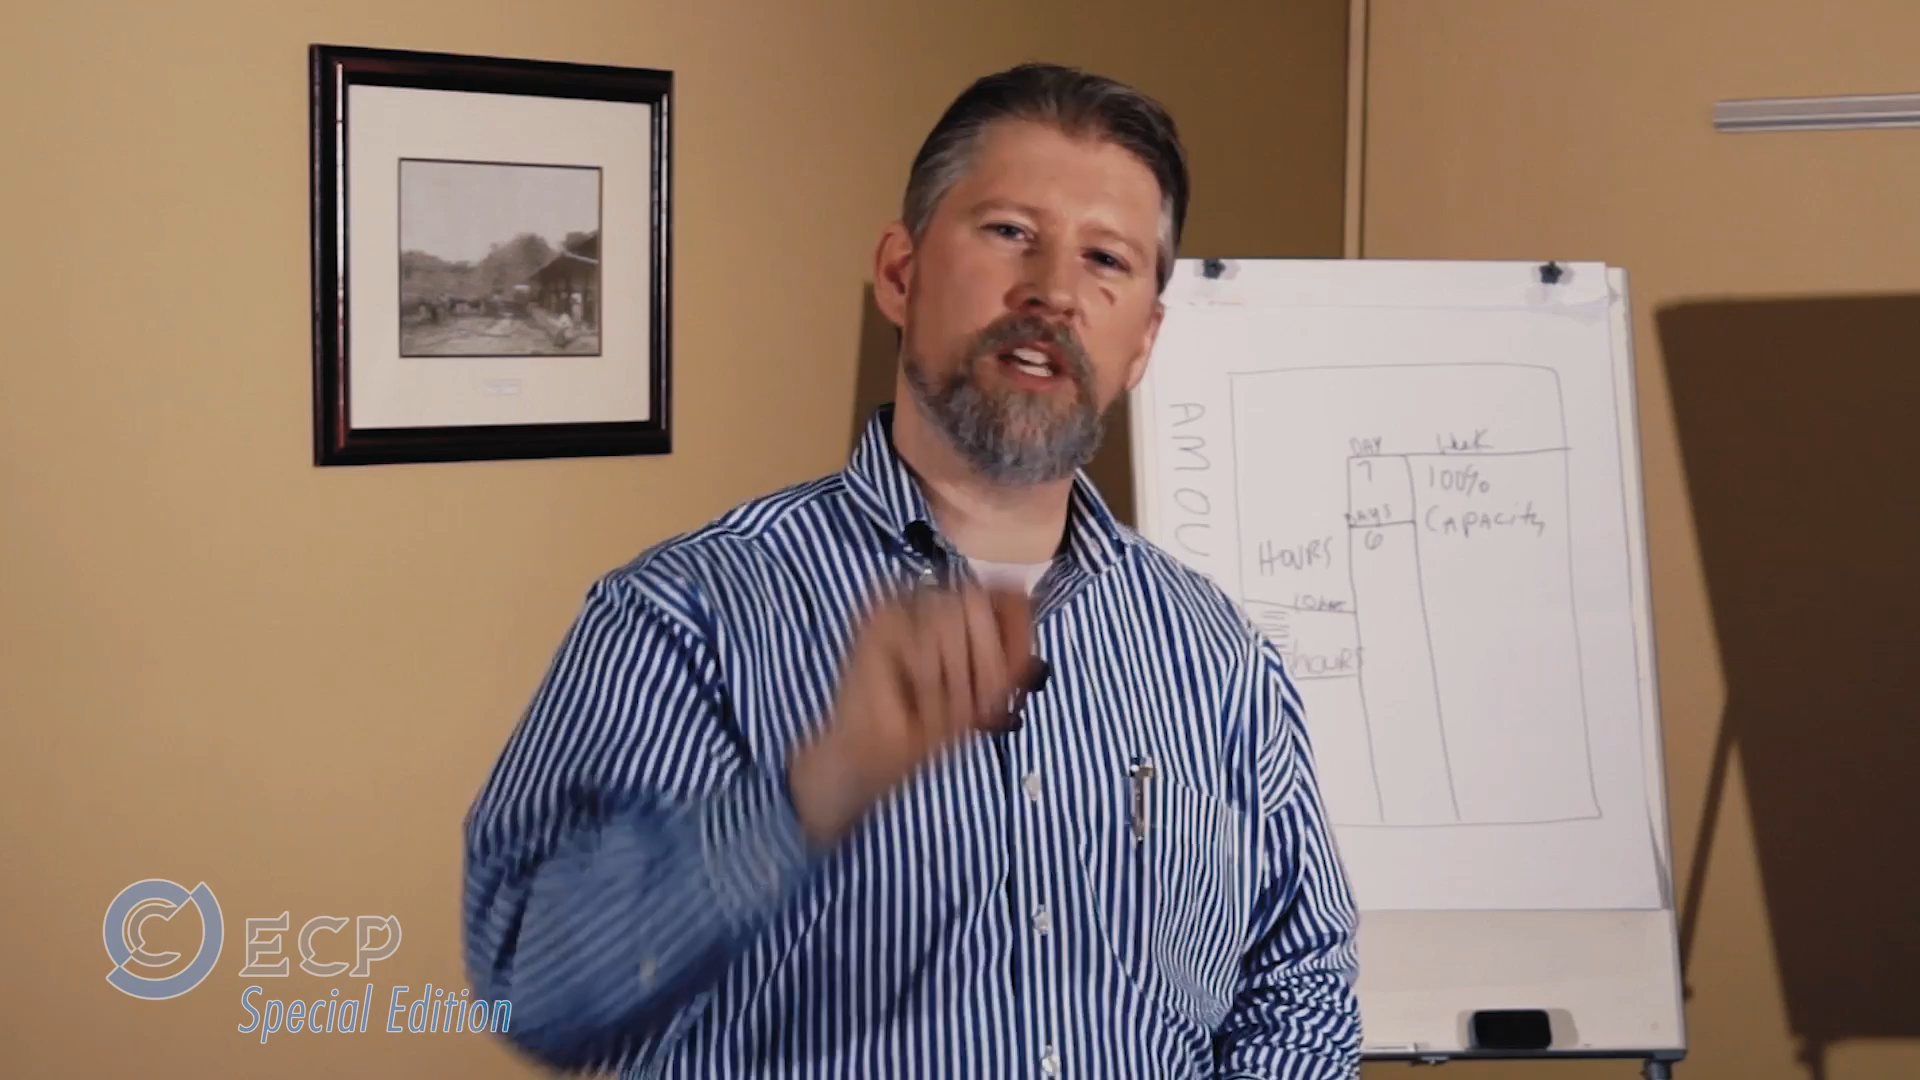 AMOU
DAY Week
7 100%
DAYS CAPACity
6
HOURS
HOURS
ECP
Special Edition